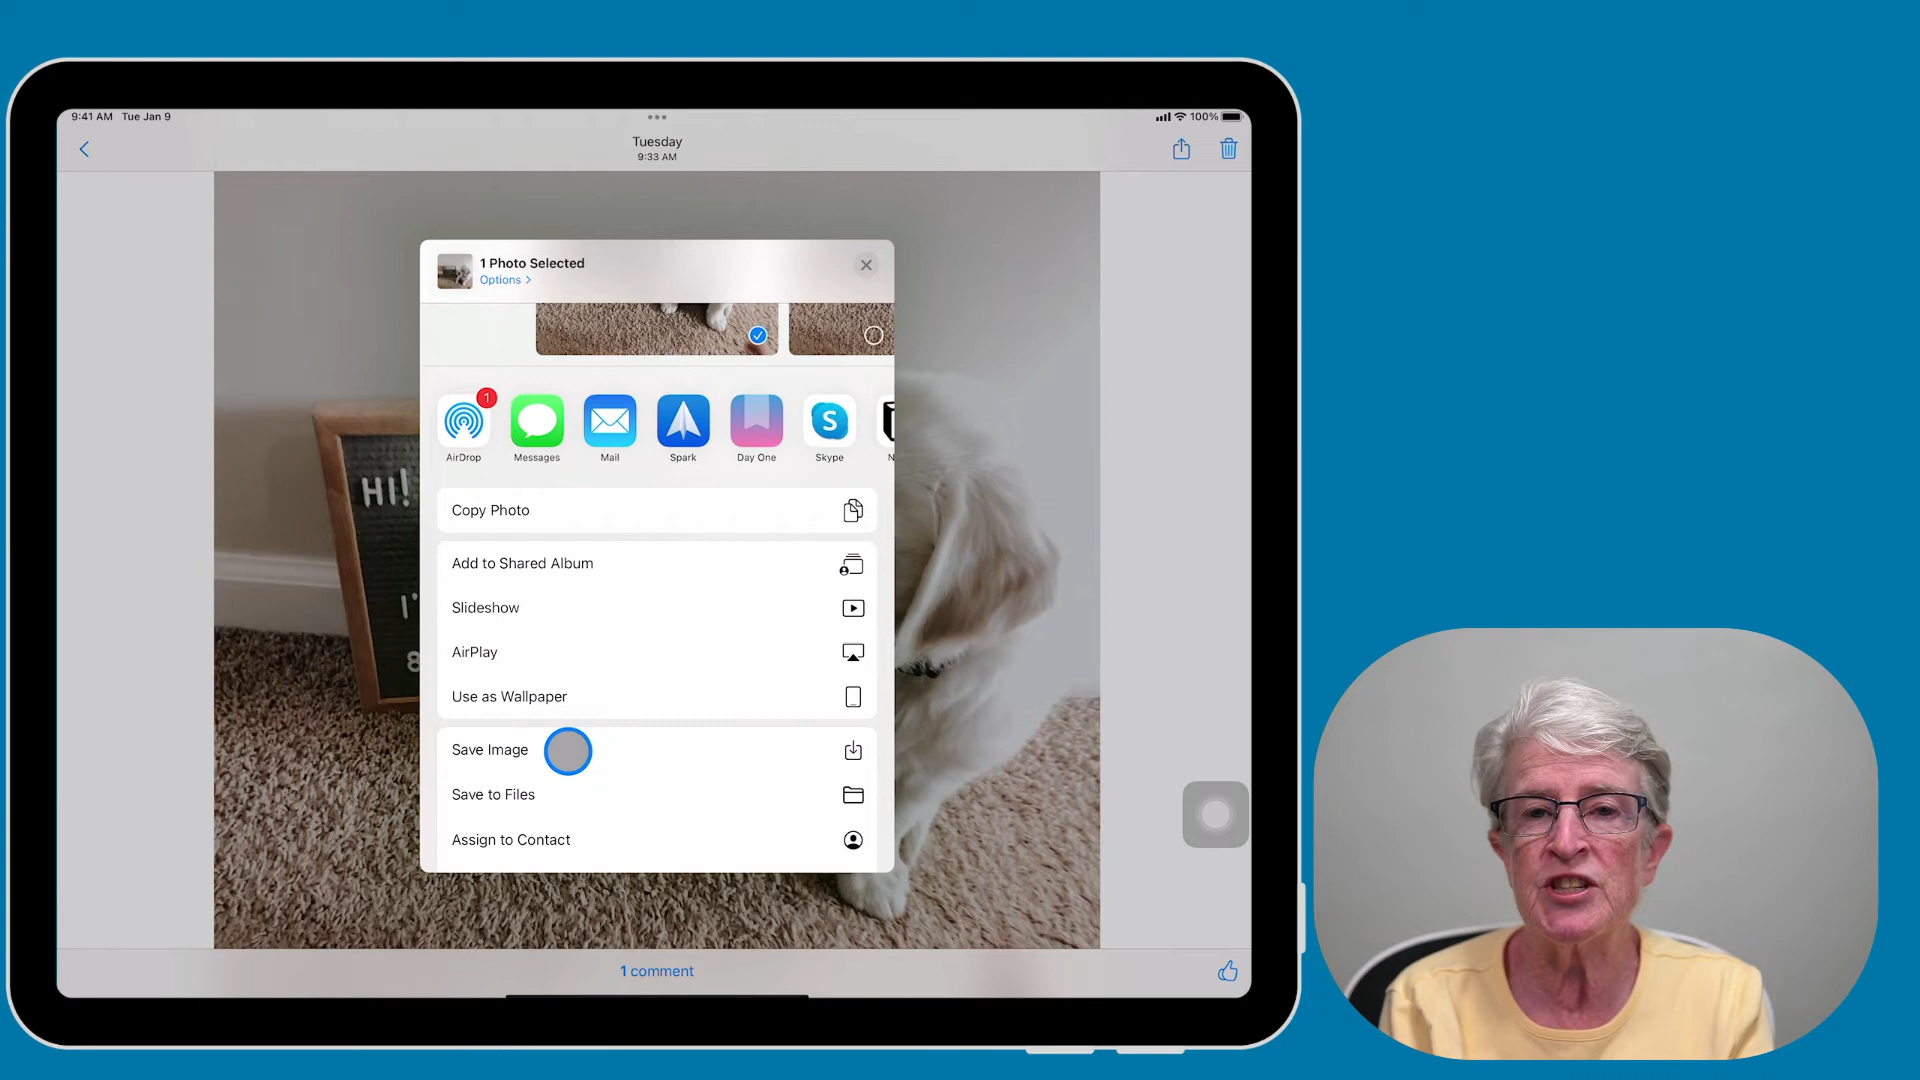 9:41 AM Tue Jan 9
100%
Tuesday
9:33 AM
1 Photo Selected
Options >
1
AirDrop
Messages
Mail
Spark
Day One
S
Skype
Copy Photo
Add to Shared Album
Slideshow
AirPlay
Use as Wallpaper
Save Image
Save to Files
Assign to Contact
HI!
I'
8
1 comment